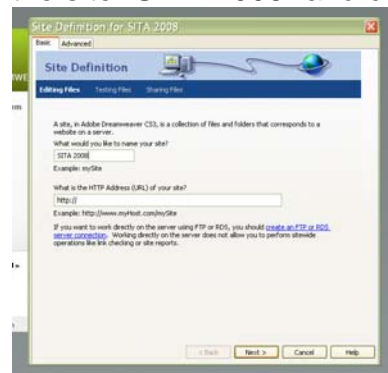 Site Definition for SITA 2008
Basic Advanced
Site Definition
Editing Files Testing Files Sharing Files
A site, in Adobe Dreamweaver CS3, is a collection of files and folders that corresponds to a
website on a server.
What would you like to name your site?
SITA 2008
Example: mySite
What is the HTTP Address (URL) of your site?
http://
Example: http://www.myHost.com/mySite
If you want to work directly on the server using FTP or RDS, you should create an FTP or RDS
server connection. Working directly on the server does not allow you to perform sitewide
operations like link checking or site reports.
< Back Next > Cancel Help